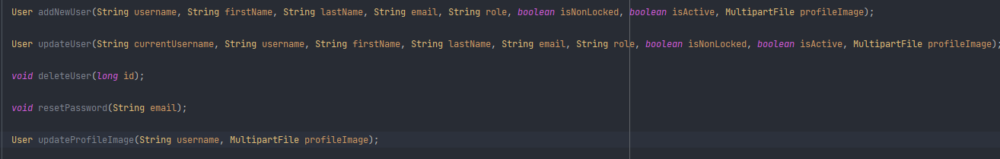 User addNewUser(String username, String firstName, String lastName, String email, String role, boolean isNonLocked, boolean isActive, MultipartFile profileImage);
User updateUser(String currentUsername, String username, String firstName, String lastName, String email, String role, boolean isNonLocked, boolean isActive, MultipartFile profileImage);
void deleteUser(long id);
void resetPassword(String email);
User updateProfileImage(String username, MultipartFile profileImage);